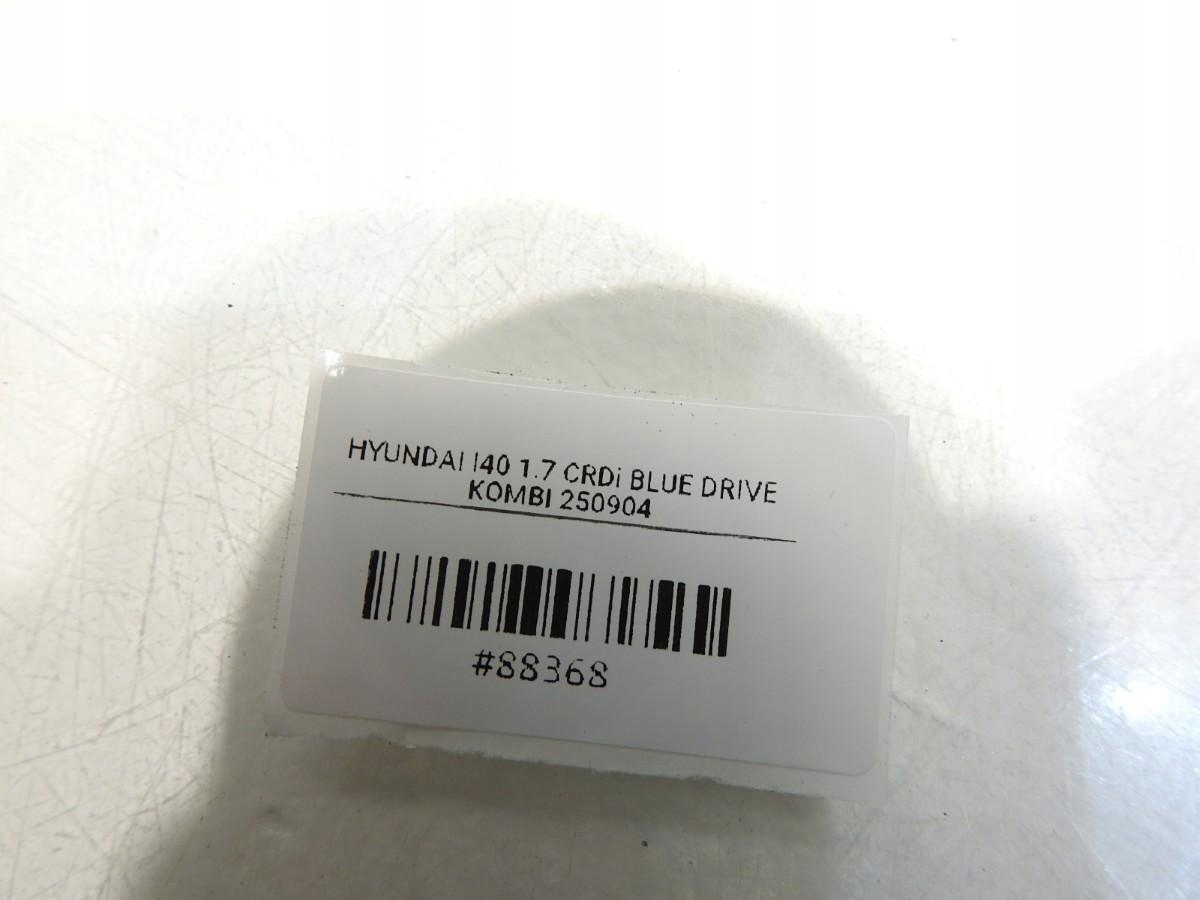 HYUNDAI I40 1.7 CRDi BLUE DRIVE
KOMBI 250904
#88368